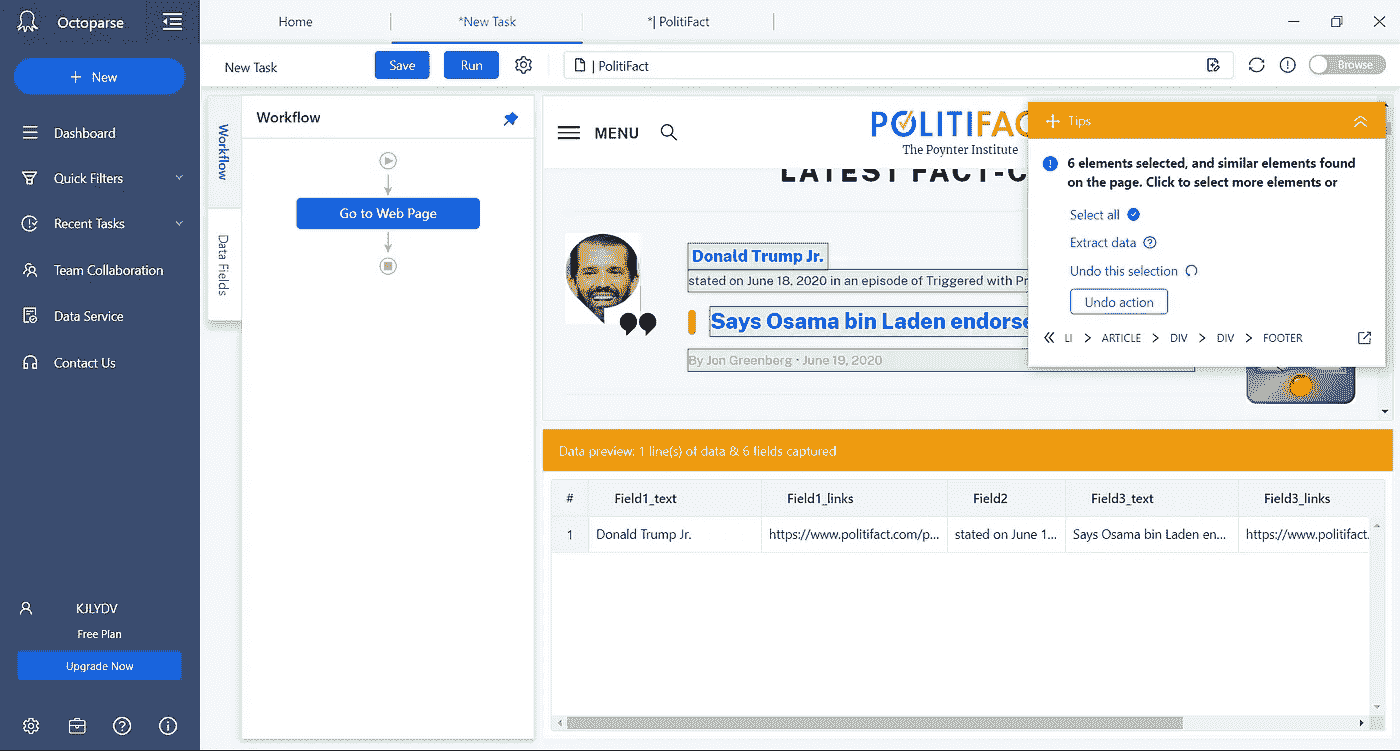 Octoparse
Home
*New Task
*| PolitiFact
New
New Task
Save
Run
| PolitiFact
Browse
Dashboard
Quick Filters
Recent Tasks
Team Collaboration
Data Service
Contact Us
KJLYDV
Free Plan
Upgrade Now
Workflow
Data Fields
Workflow
Go to Web Page
MENU
POLITIFAC
The Poynter Institute
LATEST FACT-C
Donald Trump Jr.
stated on June 18, 2020 in an episode of Triggered with Pr
Says Osama bin Laden endorse
By Jon Greenberg • June 19, 2020
Tips
6 elements selected, and similar elements found
on the page. Click to select more elements or
Select all
Extract data
Undo this selection
Undo action
LI > ARTICLE > DIV > DIV > FOOTER
Data preview: 1 line(s) of data & 6 fields captured
# Field1_text Field1_links Field2 Field3_text Field3_links
1 Donald Trump Jr. https://www.politifact.com/p... stated on June 1... Says Osama bin Laden en... https://www.politifact.